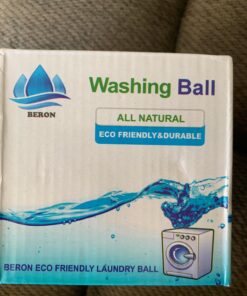 Washing Ball
BERON
ALL NATURAL
ECO FRIENDLY&DURABLE
BERON ECO FRIENDLY LAUNDRY BALL